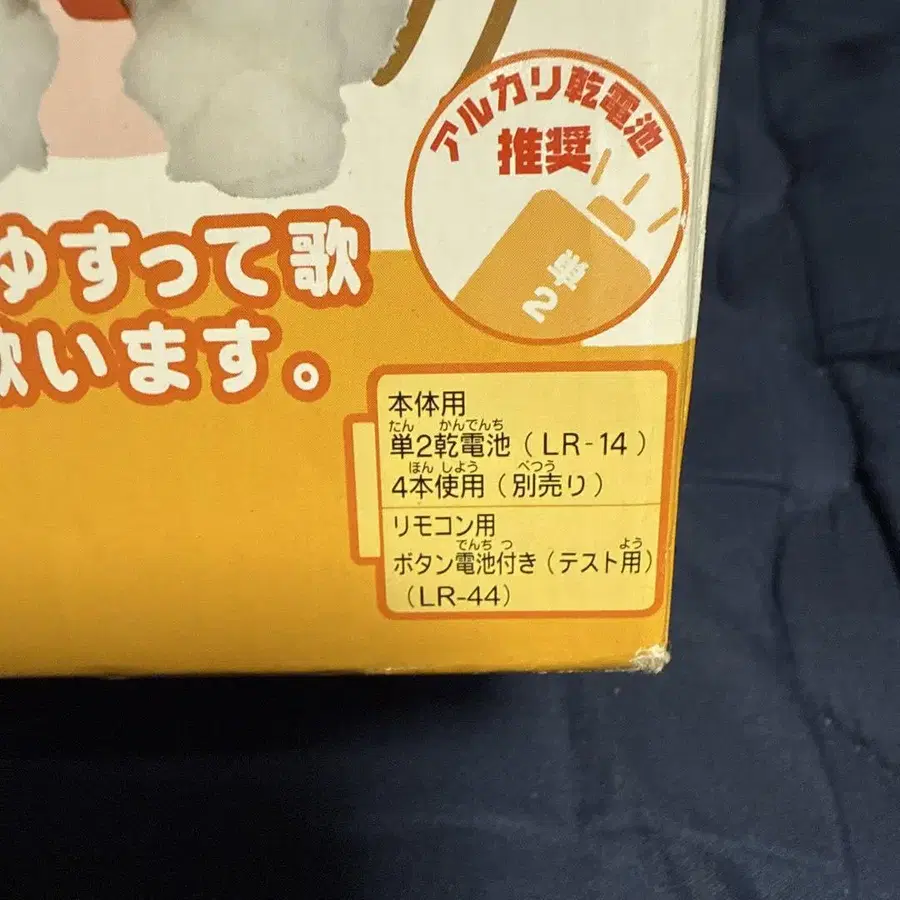 アルカリ乾電池
推奨
単2
ゆすって歌
歌います。
本体用
たん かんでんち
単2乾電池（LR-14）
ほん しよう べつう
4本使用（別売り）
リモコン用
でんち つ よう
ボタン電池付き（テスト用）
（LR-44）